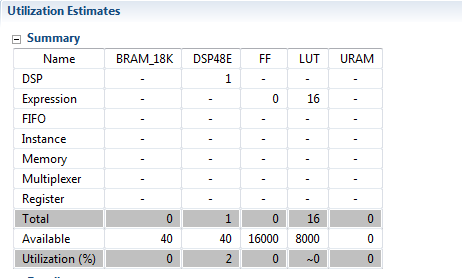 Utilization Estimates
Summary
Name BRAM_18K DSP48E FF LUT URAM
DSP - 1 - - -
Expression - - 0 16 -
FIFO - - - - -
Instance - - - - -
Memory - - - - -
Multiplexer - - - - -
Register - - - - -
Total 0 1 0 16 0
Available 40 40 16000 8000 0
Utilization (%) 0 2 0 ~0 0